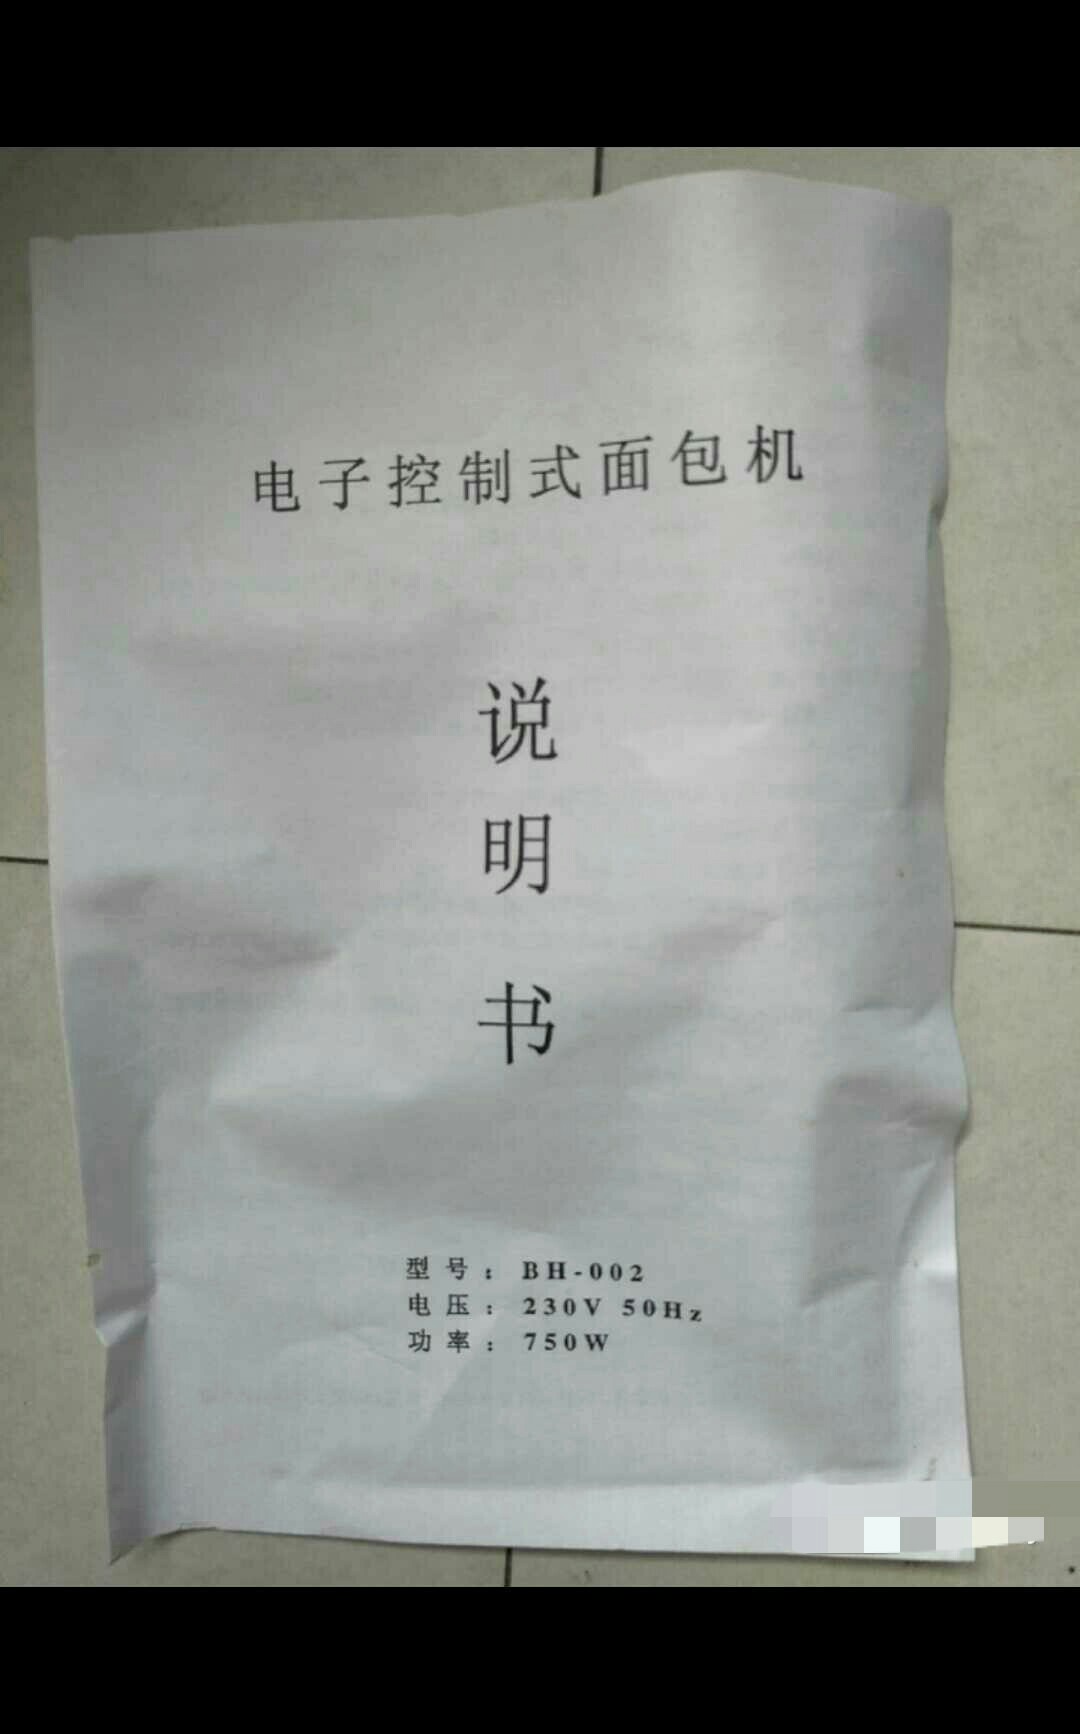 电子控制式面包机
说
明
书
型号：BH-002
电压：230V 50Hz
功率：750W